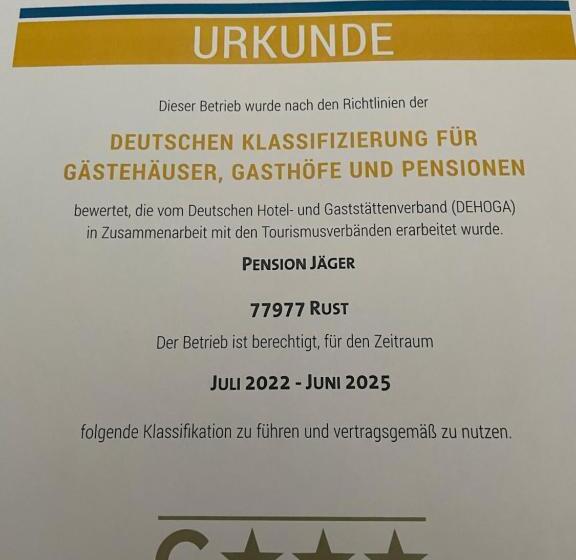 URKUNDE
Dieser Betrieb wurde nach den Richtlinien der
DEUTSCHEN KLASSIFIZIERUNG FÜR
GÄSTEHÄUSER, GASTHÖFE UND PENSIONEN
bewertet, die vom Deutschen Hotel- und Gaststättenverband (DEHOGA)
in Zusammenarbeit mit den Tourismusverbänden erarbeitet wurde.
PENSION JÄGER
77977 RUST
Der Betrieb ist berechtigt, für den Zeitraum
JULI 2022 - JUNI 2025
folgende Klassifikation zu führen und vertragsgemäß zu nutzen.
G★★★